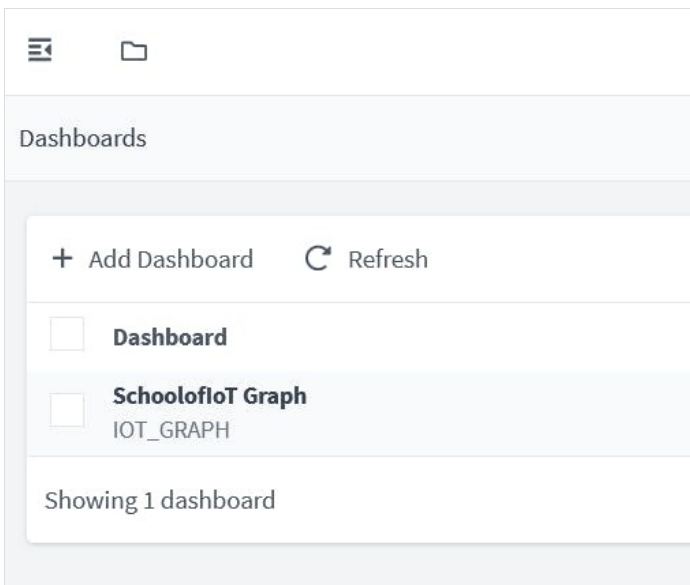 Dashboards
Add Dashboard Refresh
Dashboard
SchoolofIoT Graph
IOT_GRAPH
Showing 1 dashboard